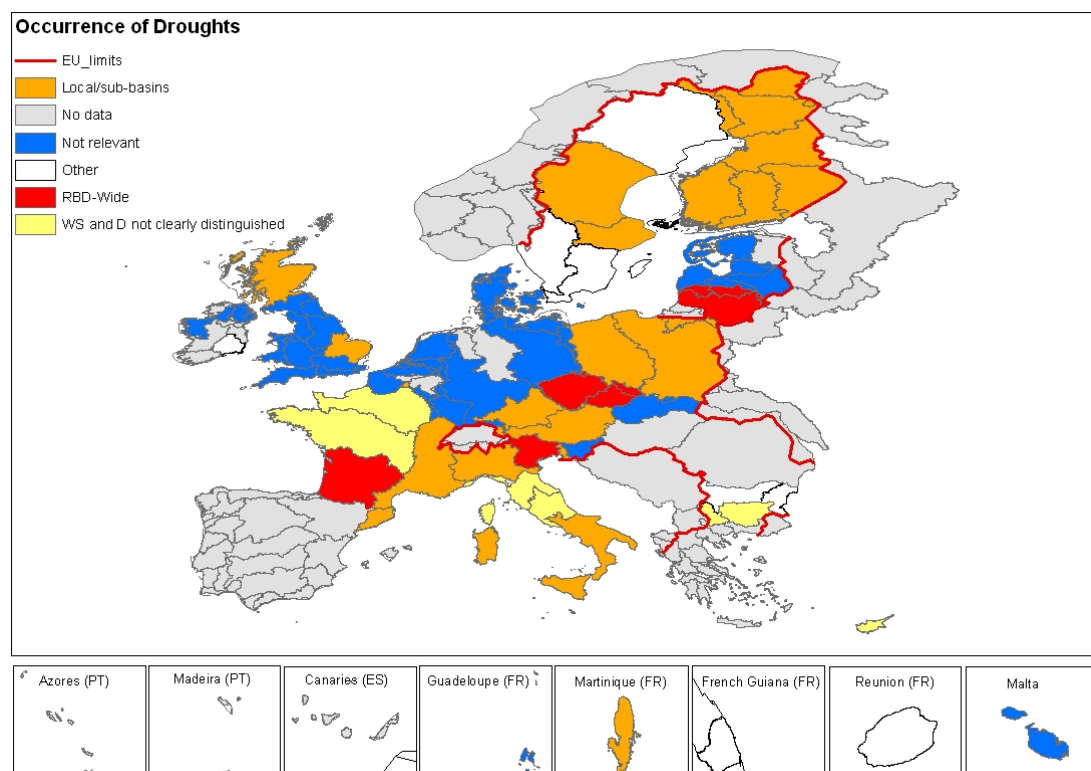 Occurrence of Droughts
EU_limits
Local/sub-basins
No data
Not relevant
Other
RBD-Wide
WS and D not clearly distinguished
Azores (PT)
Madeira (PT)
Canaries (ES)
Guadeloupe (FR)
Martinique (FR)
French Guiana (FR)
Reunion (FR)
Malta